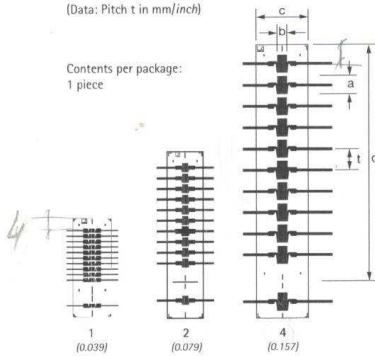 (Data: Pitch t in mm/inch)
Contents per package:
1 piece
c
b
a
t
1
(0.039)
2
(0.079)
4
(0.157)